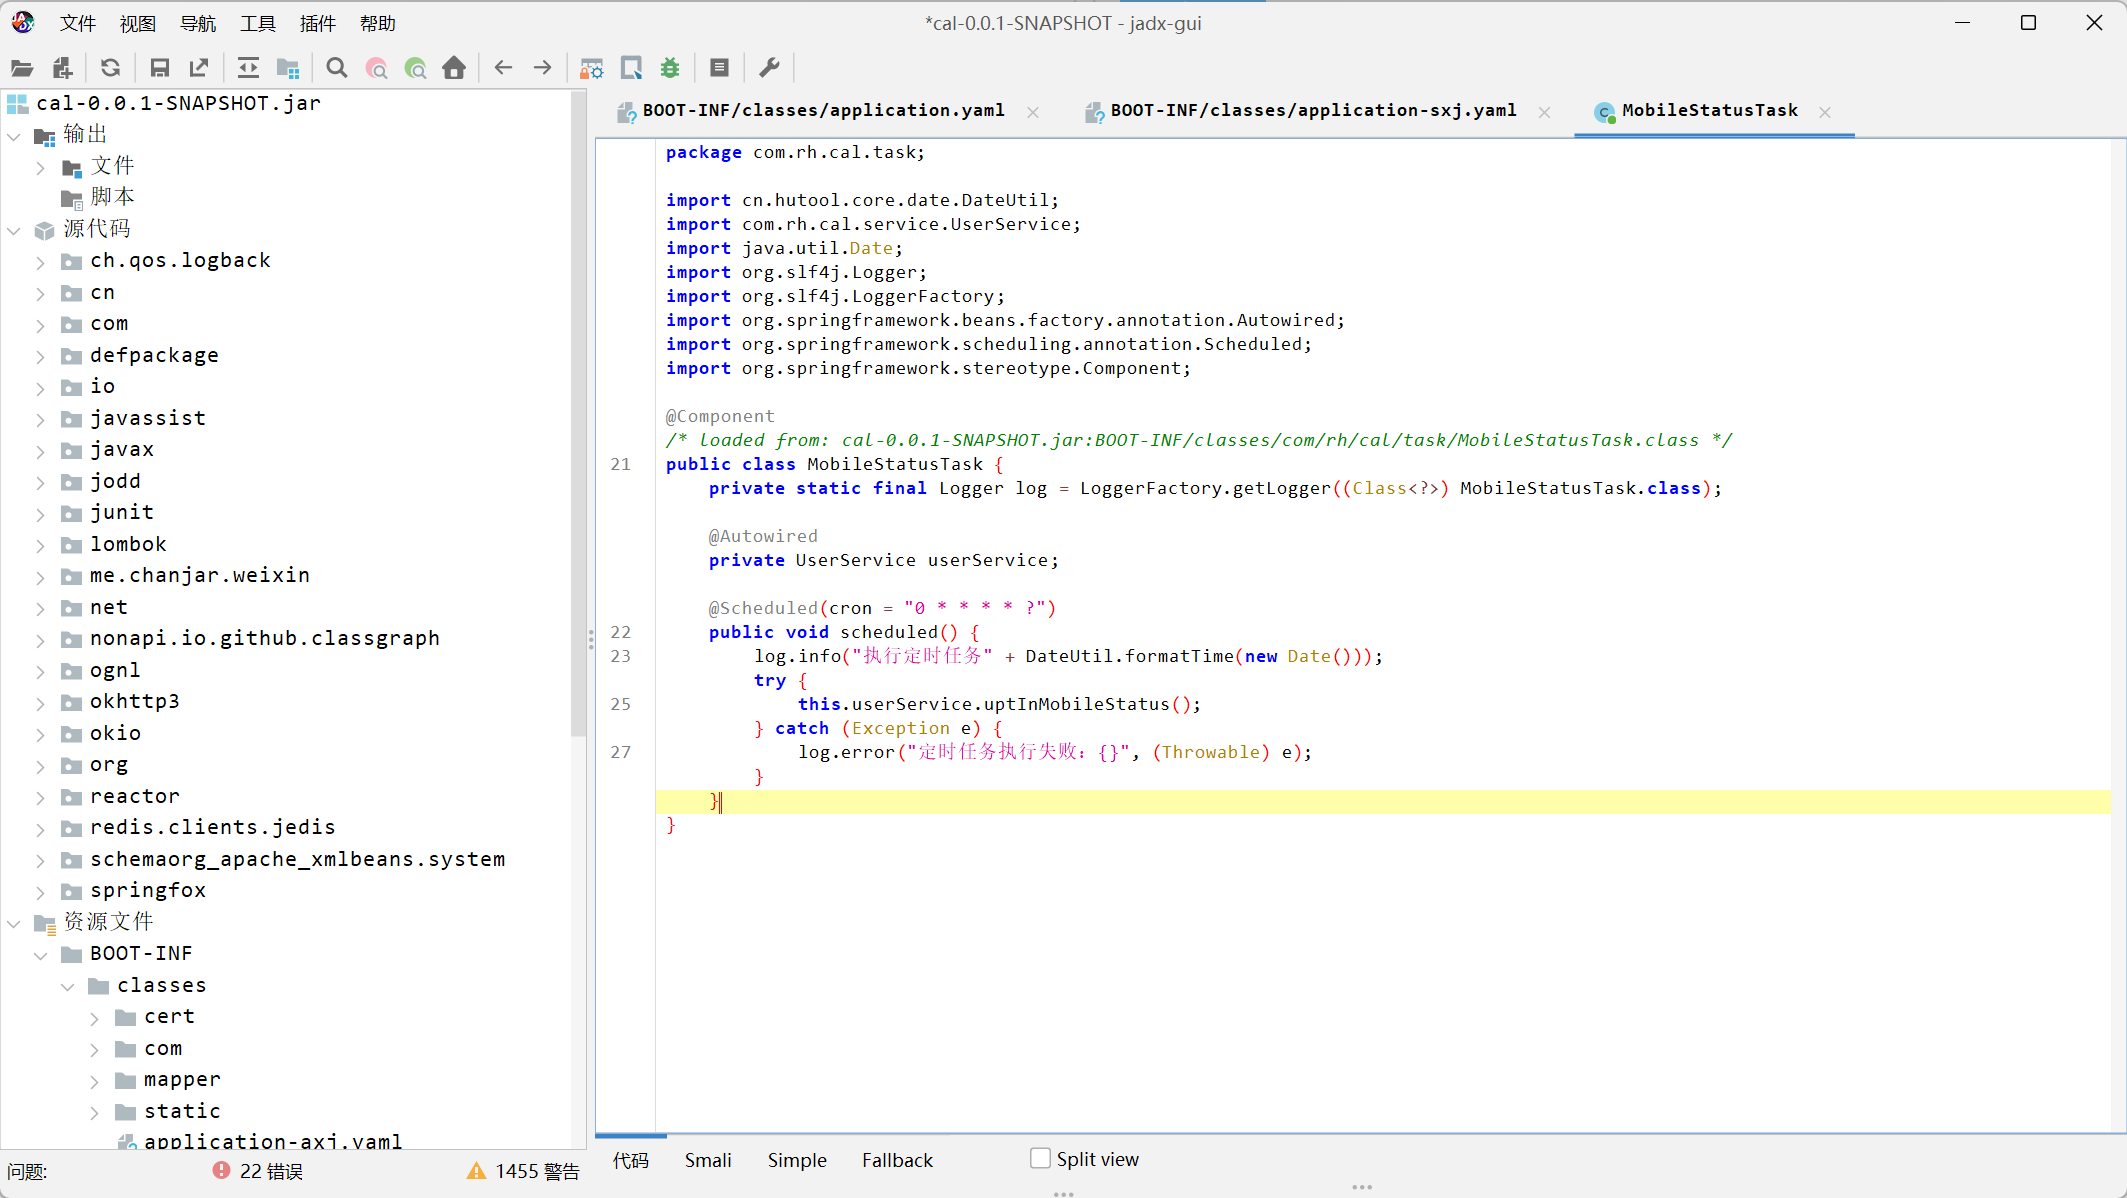 文件 视图 导航 工具 插件 帮助
*cal-0.0.1-SNAPSHOT - jadx-gui
cal-0.0.1-SNAPSHOT.jar
输出
文件
脚本
源代码
ch.qos.logback
cn
com
defpackage
io
javassist
javax
jodd
junit
lombok
me.chanjar.weixin
net
nonapi.io.github.classgraph
ognl
okhttp3
okio
org
reactor
redis.clients.jedis
schemaorg_apache_xmlbeans.system
springfox
资源文件
BOOT-INF
classes
cert
com
mapper
static
application-axj.yaml
问题: 22 错误 1455 警告
BOOT-INF/classes/application.yaml BOOT-INF/classes/application-sxj.yaml MobileStatusTask
package com.rh.cal.task;
import cn.hutool.core.date.DateUtil;
import com.rh.cal.service.UserService;
import java.util.Date;
import org.slf4j.Logger;
import org.slf4j.LoggerFactory;
import org.springframework.beans.factory.annotation.Autowired;
import org.springframework.scheduling.annotation.Scheduled;
import org.springframework.stereotype.Component;
@Component
/* loaded from: cal-0.0.1-SNAPSHOT.jar:BOOT-INF/classes/com/rh/cal/task/MobileStatusTask.class */
21 public class MobileStatusTask {
private static final Logger log = LoggerFactory.getLogger((Class<?>) MobileStatusTask.class);
@Autowired
private UserService userService;
@Scheduled(cron = "0 * * * * ?")
22 public void scheduled() {
23 log.info("执行定时任务" + DateUtil.formatTime(new Date()));
try {
25 this.userService.uptInMobileStatus();
} catch (Exception e) {
27 log.error("定时任务执行失败：{}", (Throwable) e);
}
}
}
代码 Smali Simple Fallback Split view